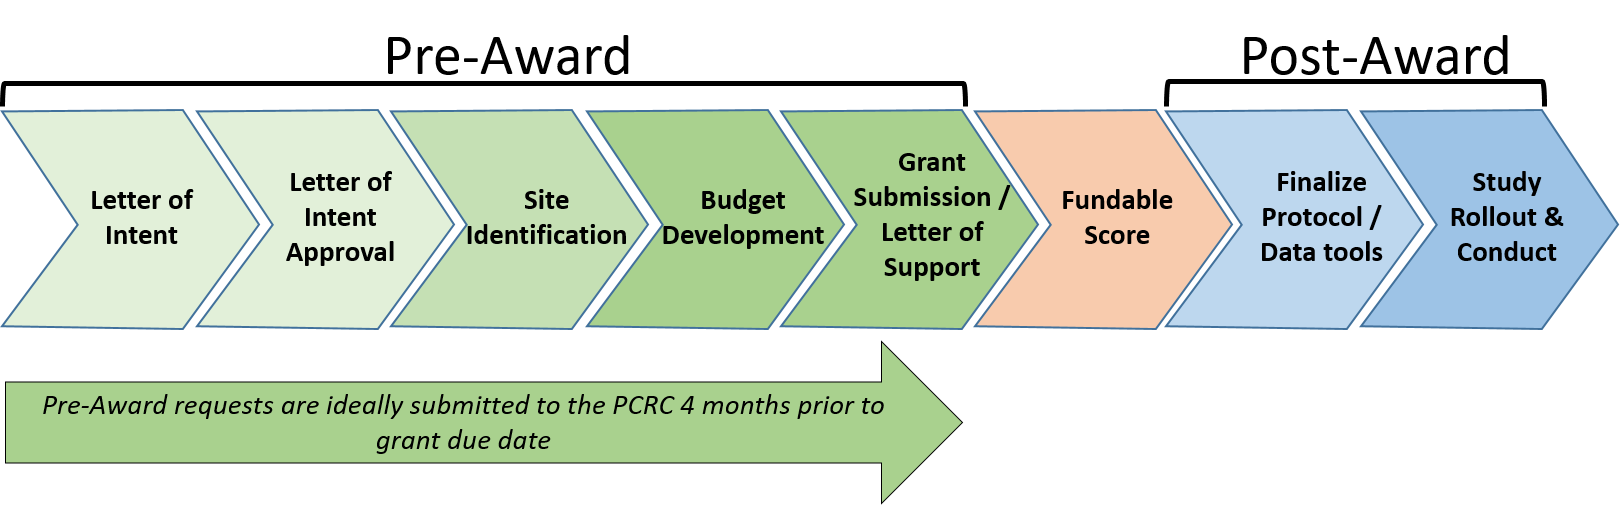 Pre-Award
Post-Award
Letter of
Intent
Letter of
Intent
Approval
Site
Identification
Budget
Development
Grant
Submission /
Letter of
Support
Fundable
Score
Finalize
Protocol /
Data tools
Study
Rollout &
Conduct
Pre-Award requests are ideally submitted to the PCRC 4 months prior to
grant due date